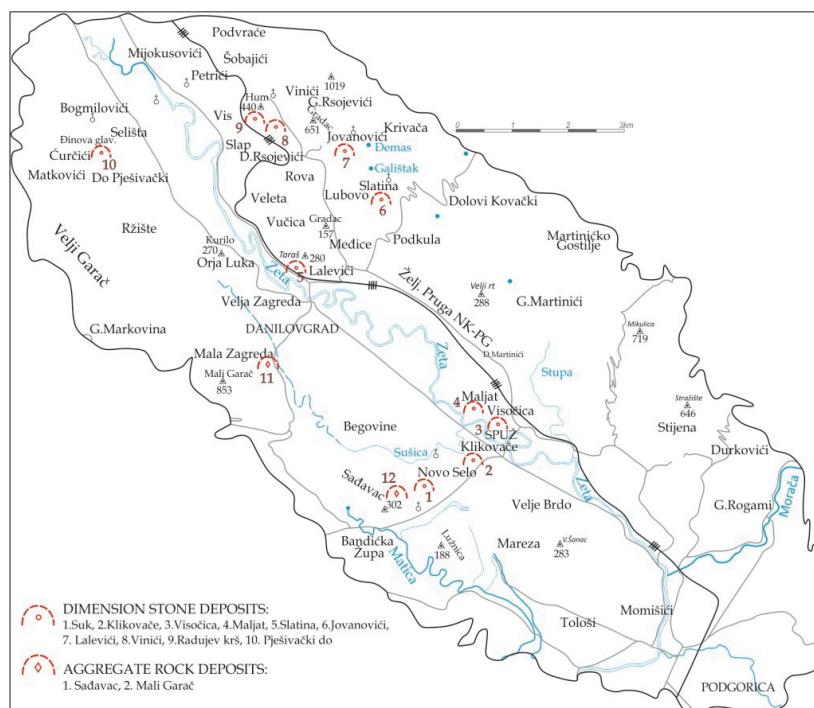 Podvraće
Mijokusovići
Šobajići
Petrići
Vinići
1019
Hum
440
G.Rsojevići
Bogmilovići
Vis
Gradac
651
Krivača
9
8
Jovanovići
0 1 2 3km
Selišta
Đinova glav.
Slap
D.Rsojevići
7
Đemas
Ćurčići
10
Galištak
Matkovići
Do Pješivački
Rova
Slatina
Veleta
Lubovo
6
Dolovi Kovački
Ržište
Vučica
Gradac
157
Podkula
Martinićko
Gostilje
Velji Garač
Kurilo
270
Međice
Orja Luka
Taraš
280
Lalevići
5
Zeta
Želj. Pruga NK-PG
Velji rt
288
G.Martinići
Velja Zagreda
DANILOVGRAD
G.Markovina
Mikulica
719
Zeta
D.Martinići
Mala Zagreda
Mali Garač
853
11
Stupa
Maljat
4
Visočica
Stražište
646
3
SPUŽ
Stijena
Begovine
Klikovače
Durkovići
Sušica
2
Novo Selo
12
Sađavac
302
1
Zeta
Morača
G.Rogami
Velje Brdo
Bandićka
Župa
Lužnica
188
Mareza
V.Šanac
283
Matica
Momišići
Tološi
PODGORICA
DIMENSION STONE DEPOSITS:
1.Suk, 2.Klikovače, 3.Visočica, 4.Maljat, 5.Slatina, 6.Jovanovići,
7. Lalevići, 8.Vinići, 9.Radujev krš, 10. Pješivački do
AGGREGATE ROCK DEPOSITS:
1. Sađavac, 2. Mali Garač